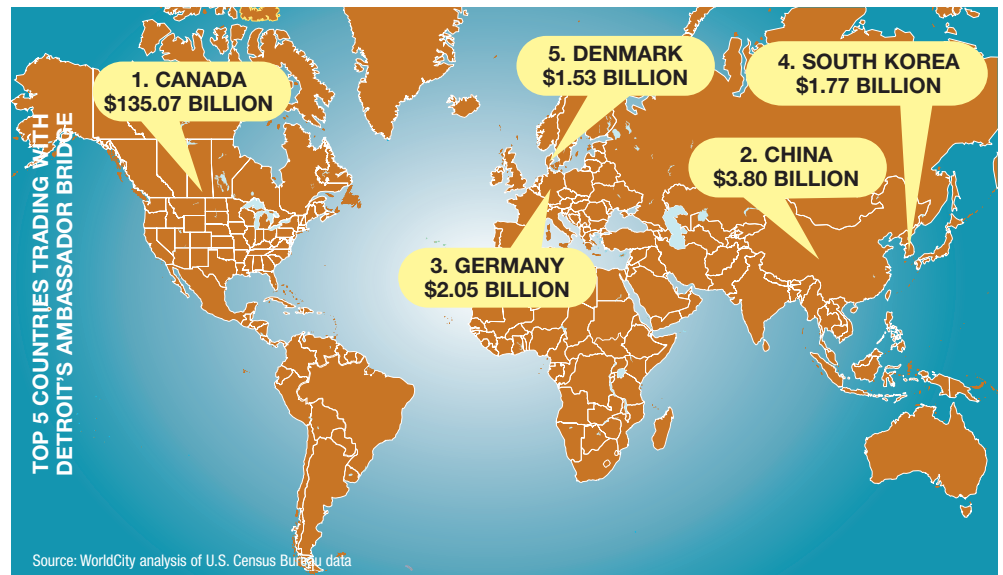 TOP 5 COUNTRIES TRADING WITH
DETROIT'S AMBASSADOR BRIDGE
1. CANADA
$135.07 BILLION
5. DENMARK
$1.53 BILLION
4. SOUTH KOREA
$1.77 BILLION
2. CHINA
$3.80 BILLION
3. GERMANY
$2.05 BILLION
Source: WorldCity analysis of U.S. Census Bureau data